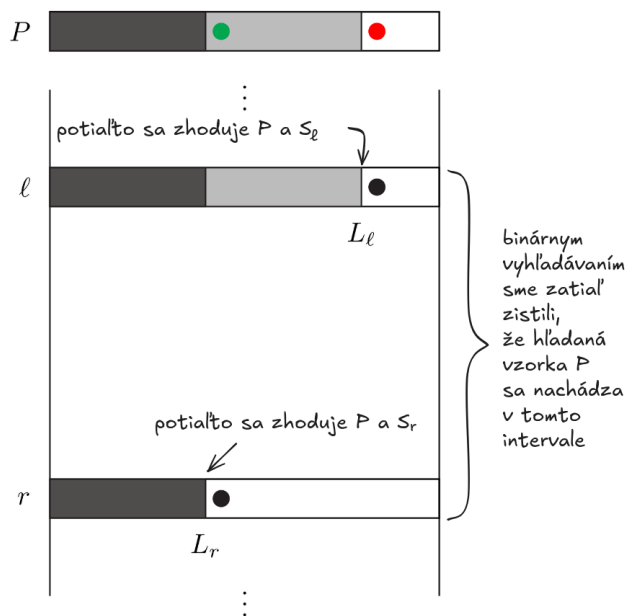 P
potiaľto sa zhoduje P a Sℓ
ℓ
Lℓ
binárnym
vyhľadávaním
sme zatiaľ
zistili,
že hľadaná
vzorka P
sa nachádza
v tomto
intervale
potiaľto sa zhoduje P a Sr
r
Lr